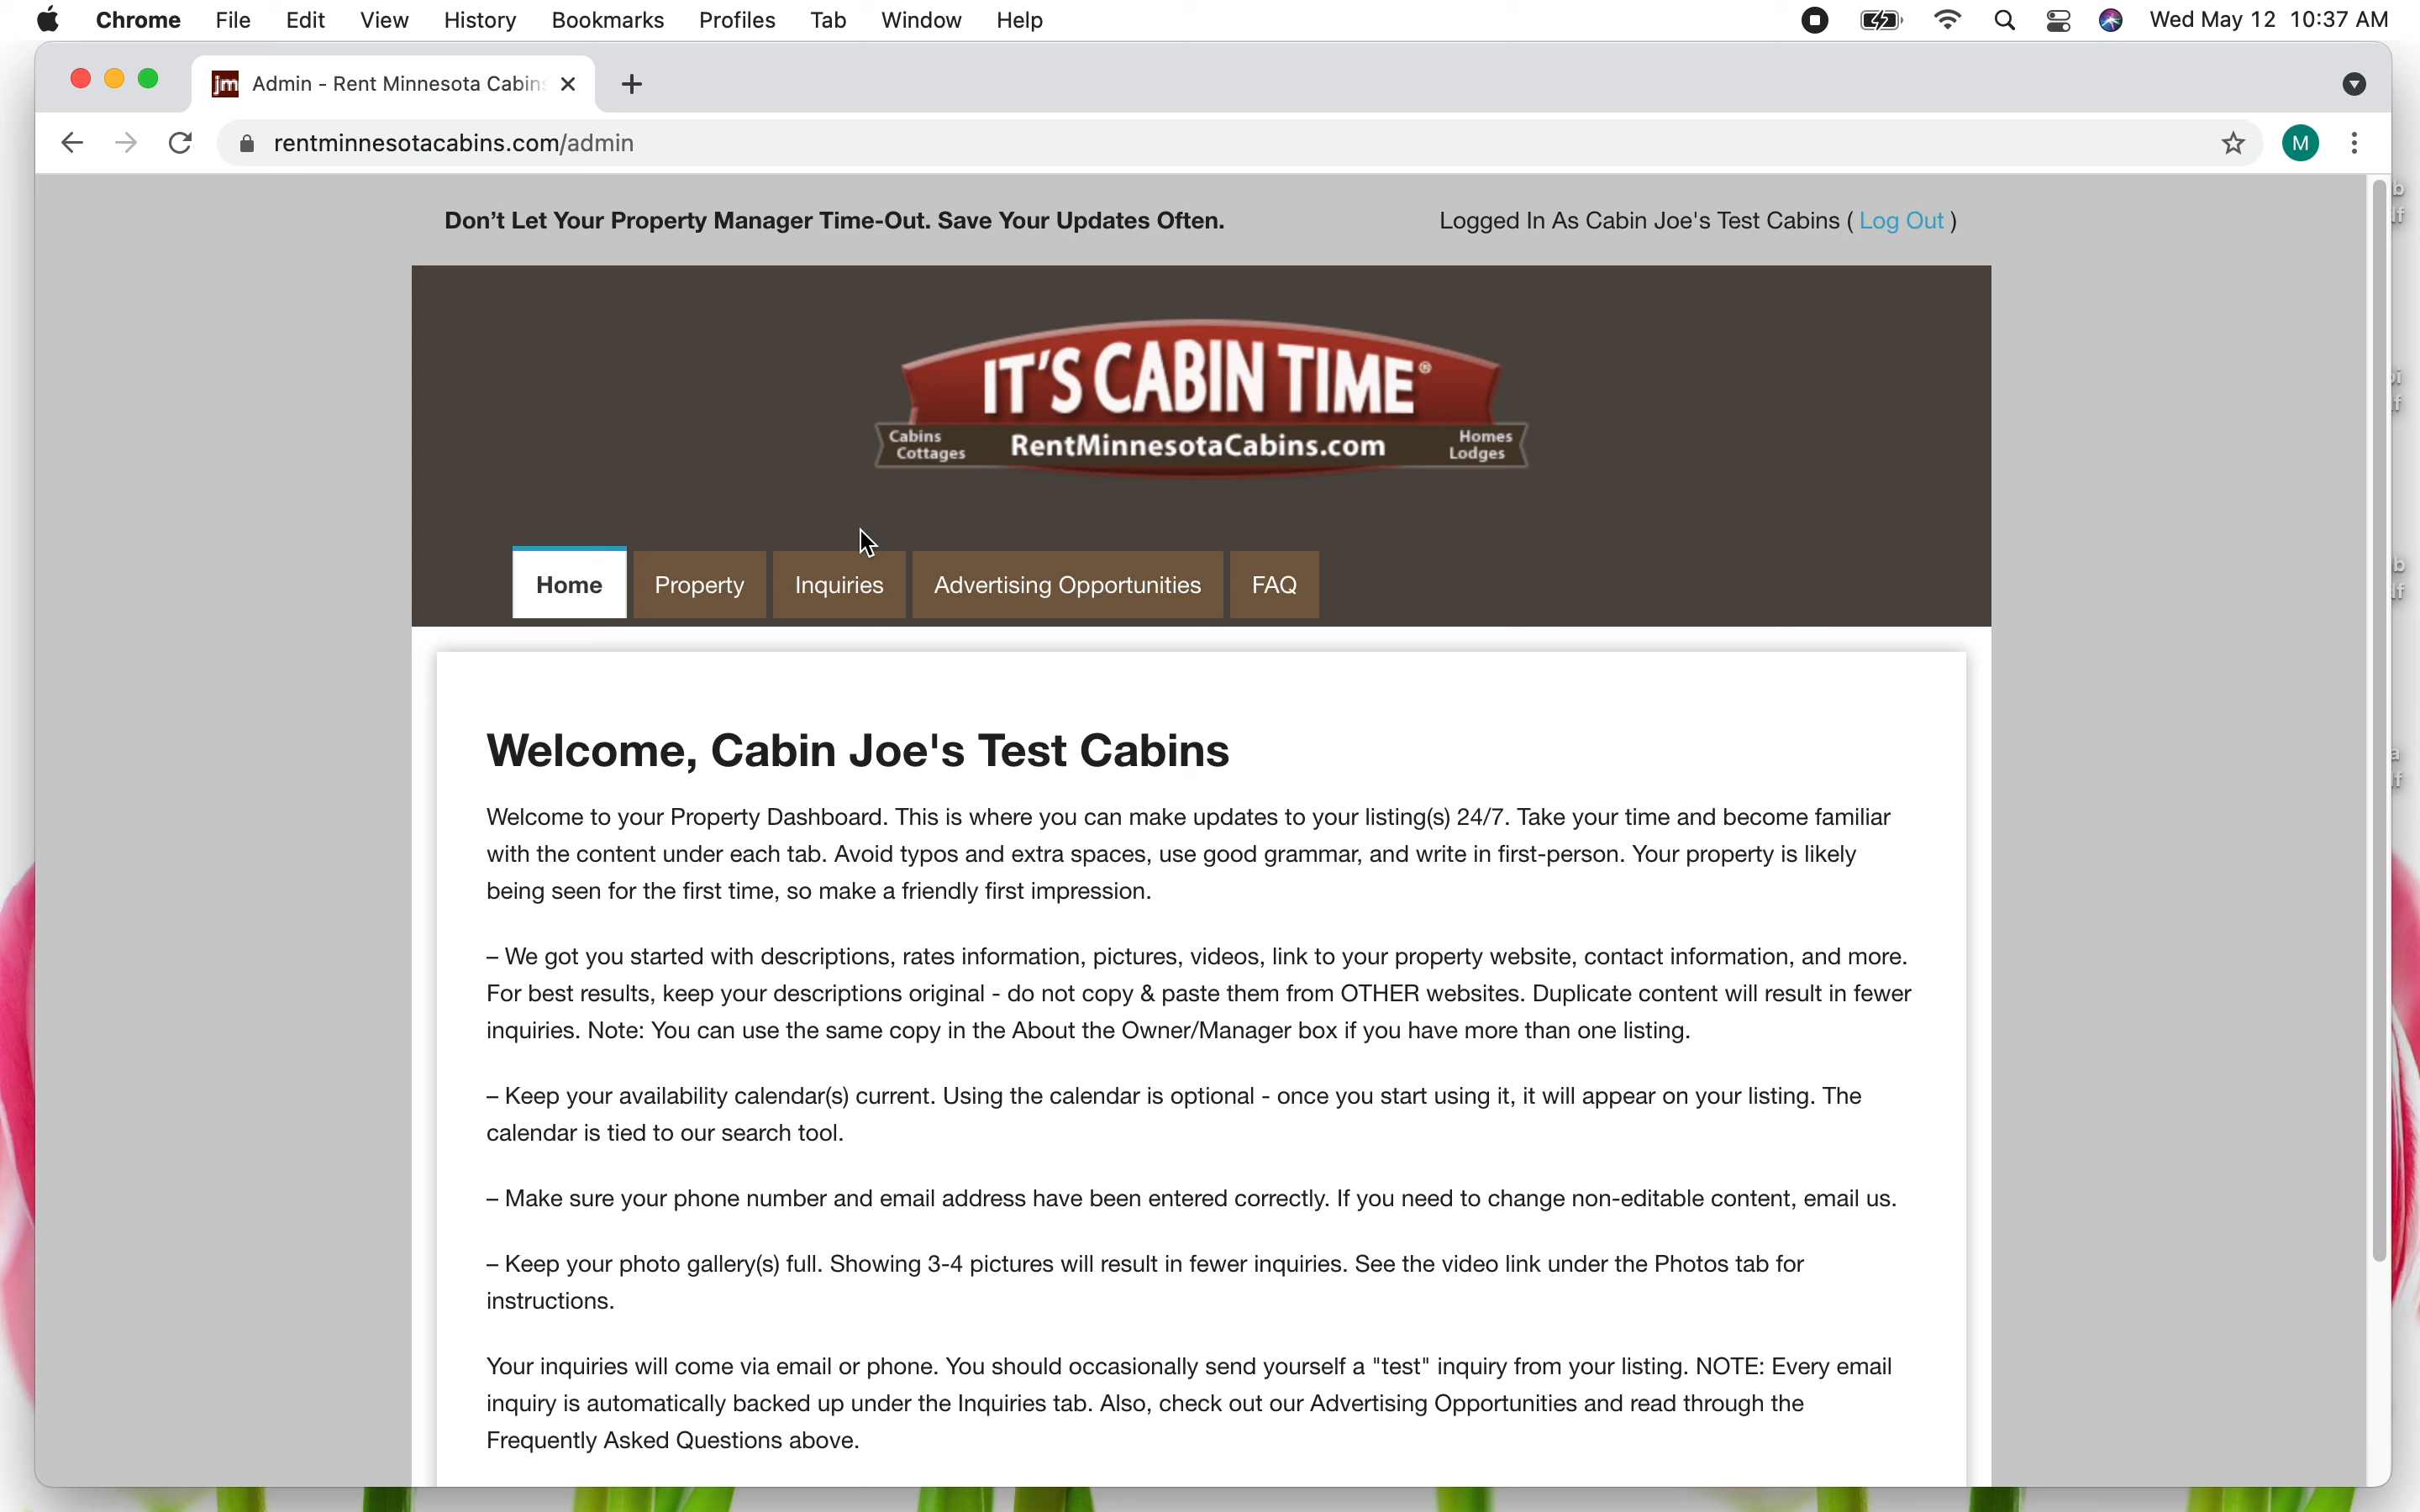 Chrome File Edit View History Bookmarks Profiles Tab Window Help Wed May 12 10:37 AM
jm Admin - Rent Minnesota Cabins
rentminnesotacabins.com/admin M
Don’t Let Your Property Manager Time-Out. Save Your Updates Often. Logged In As Cabin Joe's Test Cabins ( Log Out )
IT'S CABIN TIME®
Cabins Cottages RentMinnesotaCabins.com Homes Lodges
Home Property Inquiries Advertising Opportunities FAQ
Welcome, Cabin Joe's Test Cabins
Welcome to your Property Dashboard. This is where you can make updates to your listing(s) 24/7. Take your time and become familiar
with the content under each tab. Avoid typos and extra spaces, use good grammar, and write in first-person. Your property is likely
being seen for the first time, so make a friendly first impression.
– We got you started with descriptions, rates information, pictures, videos, link to your property website, contact information, and more.
For best results, keep your descriptions original - do not copy & paste them from OTHER websites. Duplicate content will result in fewer
inquiries. Note: You can use the same copy in the About the Owner/Manager box if you have more than one listing.
– Keep your availability calendar(s) current. Using the calendar is optional - once you start using it, it will appear on your listing. The
calendar is tied to our search tool.
– Make sure your phone number and email address have been entered correctly. If you need to change non-editable content, email us.
– Keep your photo gallery(s) full. Showing 3-4 pictures will result in fewer inquiries. See the video link under the Photos tab for
instructions.
Your inquiries will come via email or phone. You should occasionally send yourself a "test" inquiry from your listing. NOTE: Every email
inquiry is automatically backed up under the Inquiries tab. Also, check out our Advertising Opportunities and read through the
Frequently Asked Questions above.